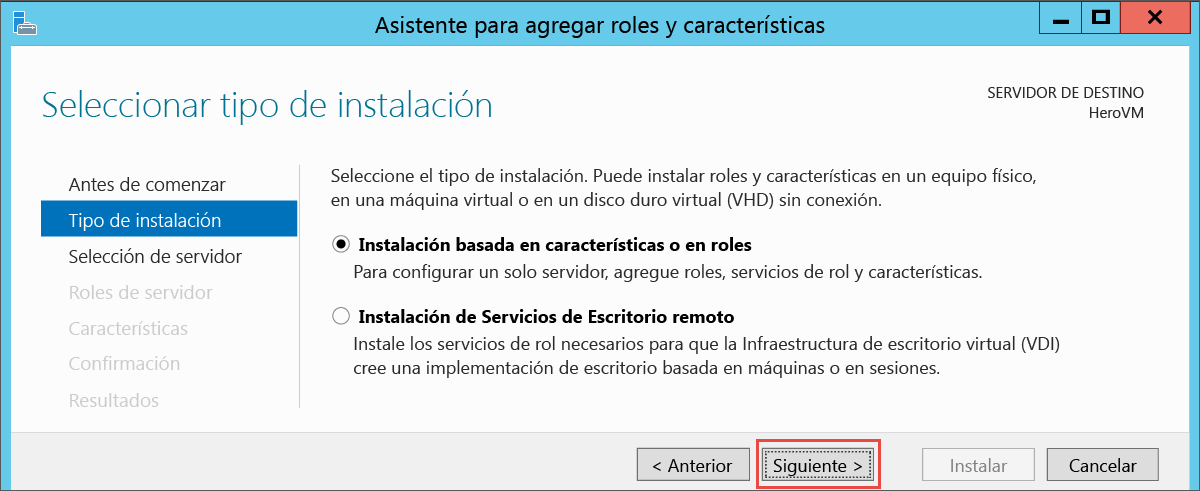 Asistente para agregar roles y características
Seleccionar tipo de instalación
SERVIDOR DE DESTINO
HeroVM
Antes de comenzar
Tipo de instalación
Selección de servidor
Roles de servidor
Características
Confirmación
Resultados
Seleccione el tipo de instalación. Puede instalar roles y características en un equipo físico,
en una máquina virtual o en un disco duro virtual (VHD) sin conexión.
Instalación basada en características o en roles
Para configurar un solo servidor, agregue roles, servicios de rol y características.
Instalación de Servicios de Escritorio remoto
Instale los servicios de rol necesarios para que la Infraestructura de escritorio virtual (VDI)
cree una implementación de escritorio basada en máquinas o en sesiones.
< Anterior
Siguiente >
Instalar
Cancelar